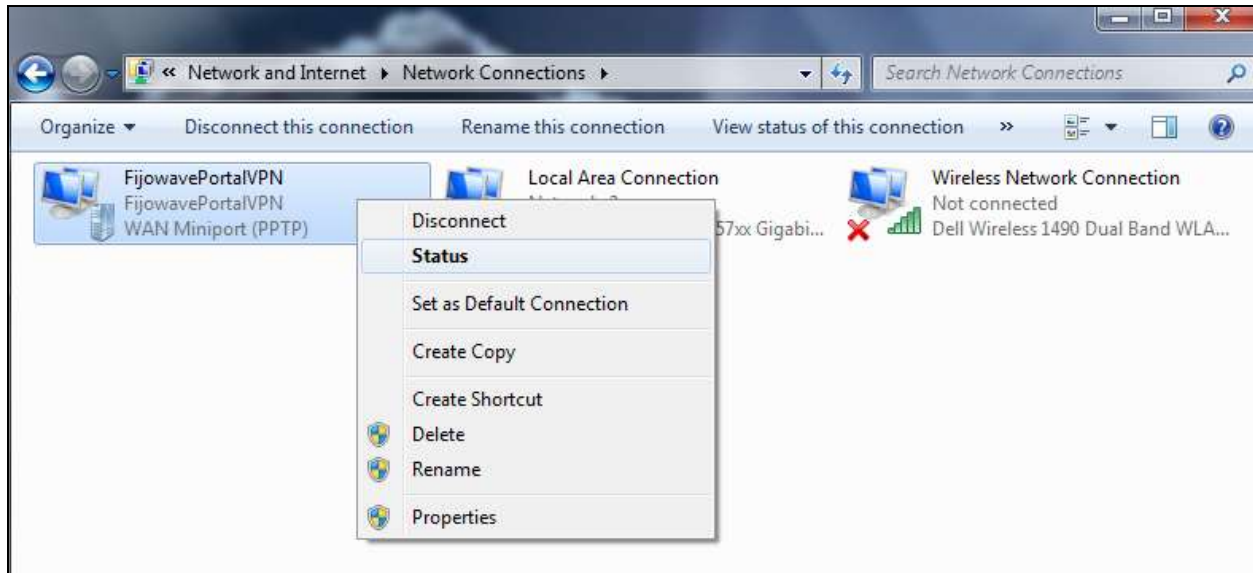 « Network and Internet ▸ Network Connections ▸
Search Network Connections
Organize ▾ Disconnect this connection Rename this connection View status of this connection »
FijowavePortalVPN
FijowavePortalVPN
WAN Miniport (PPTP)
Local Area Connection
57xx Gigabi...
Wireless Network Connection
Not connected
Dell Wireless 1490 Dual Band WLA...
Disconnect
Status
Set as Default Connection
Create Copy
Create Shortcut
Delete
Rename
Properties